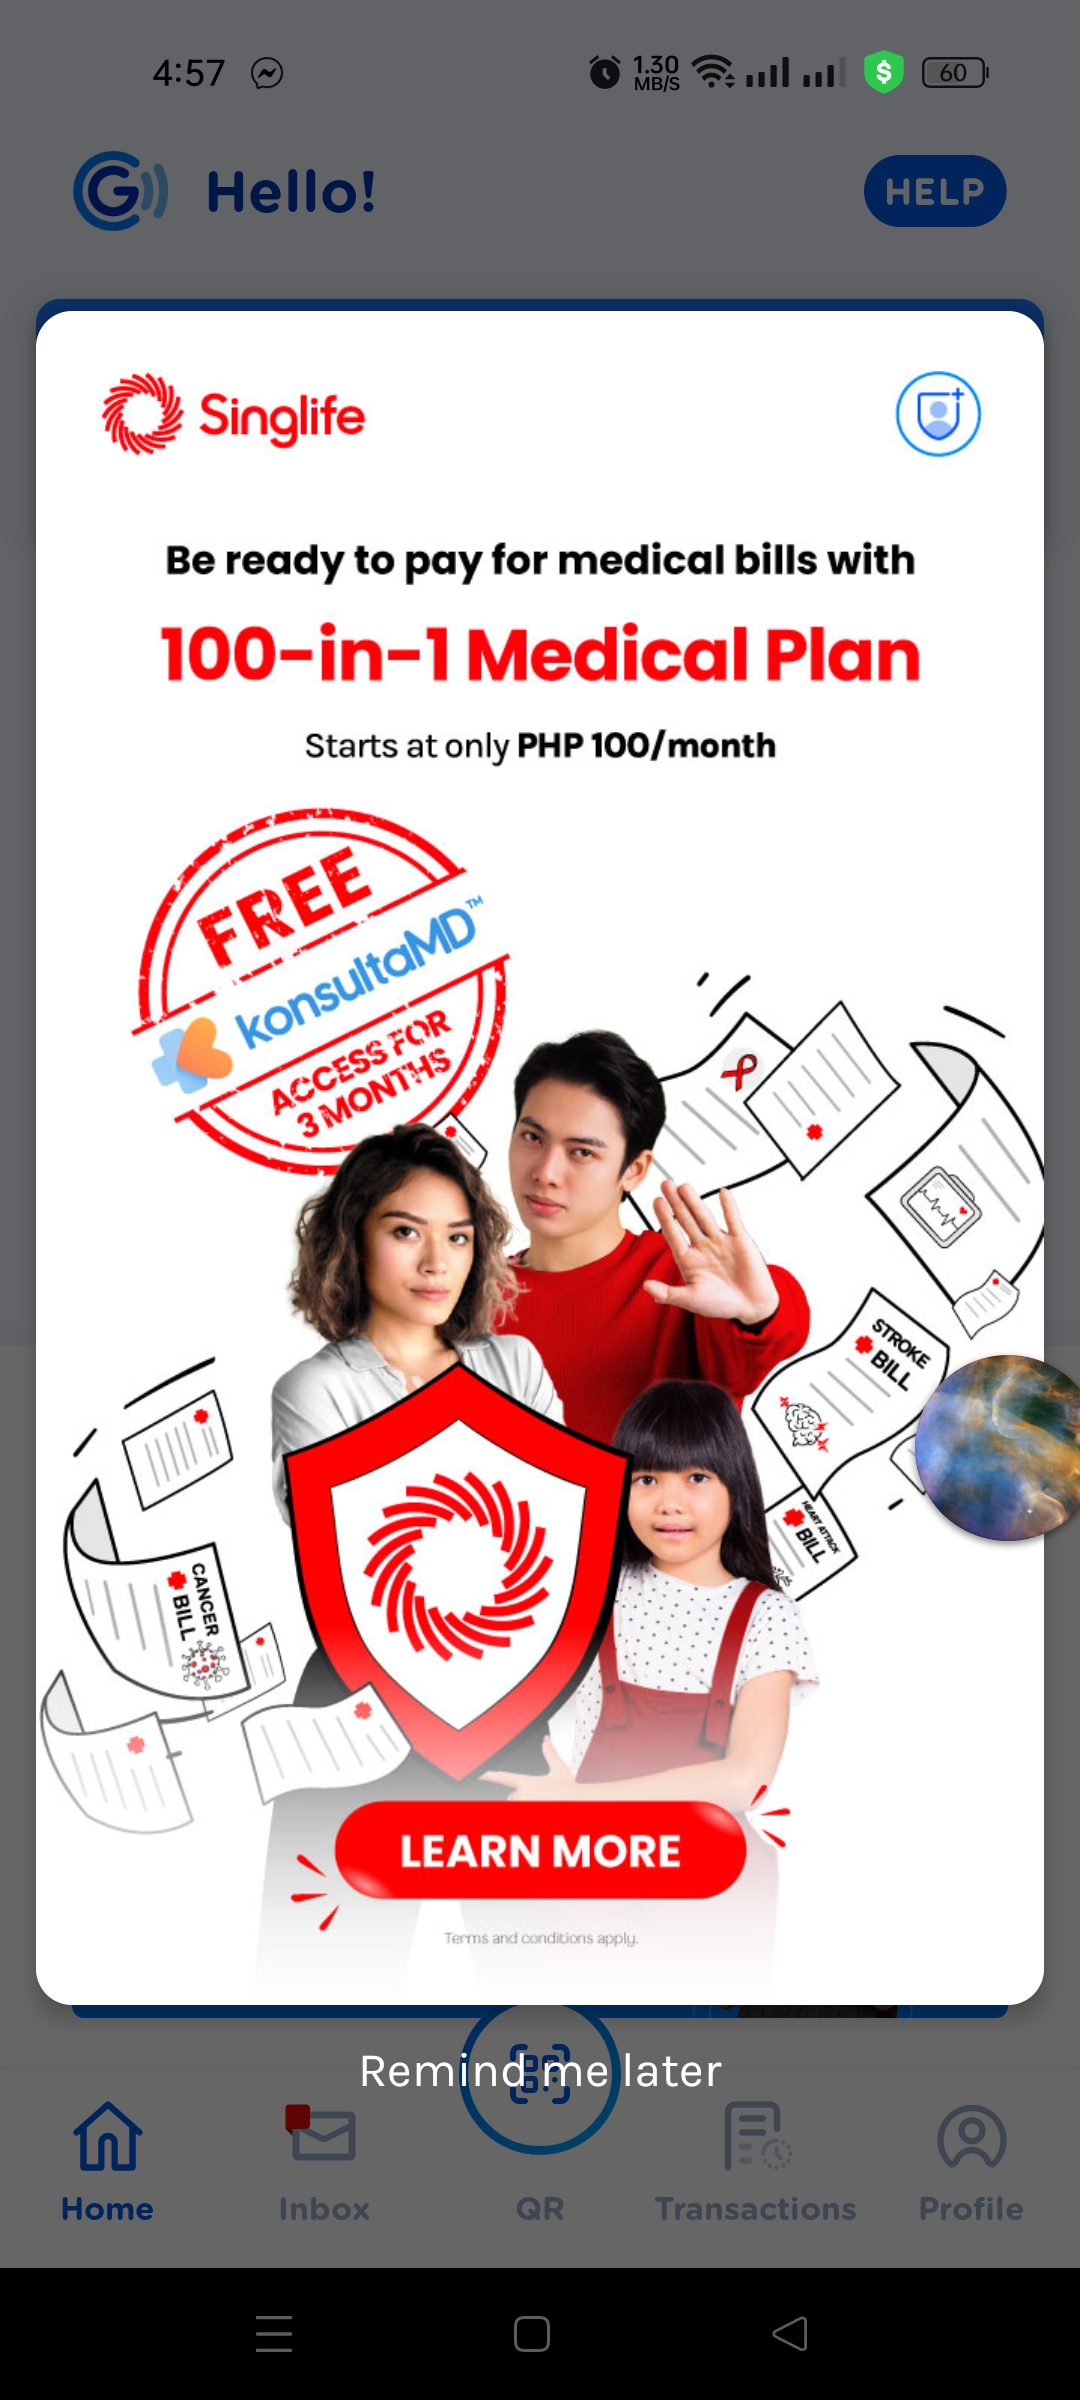 4:57
1.30
MB/S
$
60
G
Hello!
HELP
Singlife
Be ready to pay for medical bills with
100-in-1 Medical Plan
Starts at only PHP 100/month
FREE
konsultaMD™
ACCESS FOR
3 MONTHS
STROKE
BILL
HEART ATTACK
BILL
CANCER
BILL
LEARN MORE
Terms and conditions apply.
Remind me later
Home
Inbox
QR
Transactions
Profile